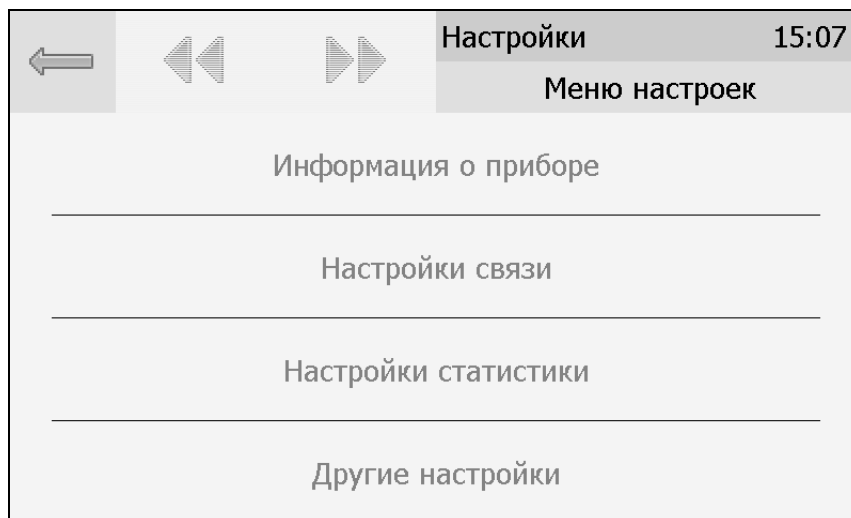 Настройки 15:07
Меню настроек
Информация о приборе
Настройки связи
Настройки статистики
Другие настройки